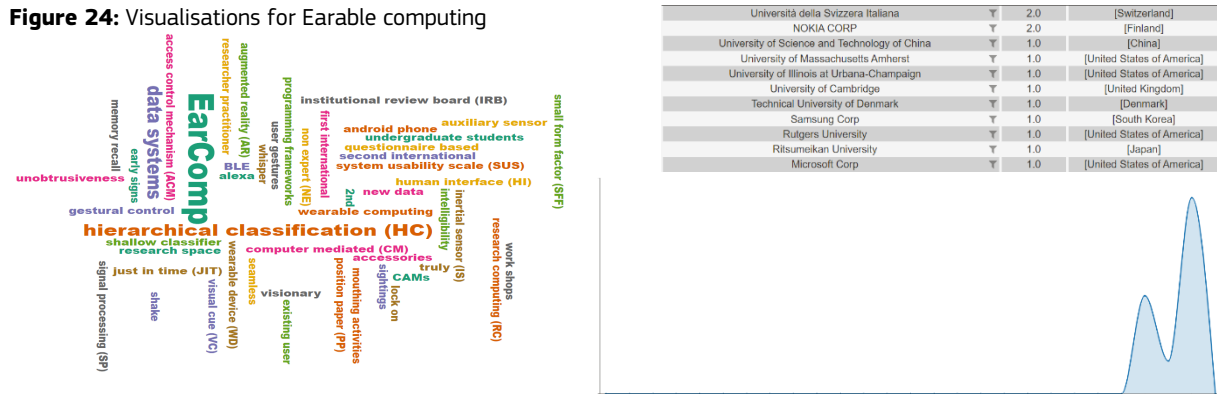 Figure 24: Visualisations for Earable computing
access control mechanism (ACM)
researcher practitioner
augmented reality (AR)
data systems
EarComp
memory recall
early signs
unobtrusiveness
gestural control
BLE
alexa
whisper
user gestures
programming frameworks
non expert (NE)
institutional review board (IRB)
first international
android phone
auxiliary sensor
undergraduate students
questionnaire based
second international
system usability scale (SUS)
small form factor (SFF)
human interface (HI)
2nd
new data
wearable computing
intelligibility
inertial sensor (IS)
hierarchical classification (HC)
shallow classifier
research space
wearable device (WD)
computer mediated (CM)
accessories
research computing (RC)
work shops
signal processing (SP)
just in time (JIT)
seamless
truly
CAMs
sightings
lock on
shake
visual cue (VC)
visionary
existing user
position paper (PP)
mouthing activities
Università della Svizzera Italiana 2.0 [Switzerland]
NOKIA CORP 2.0 [Finland]
University of Science and Technology of China 1.0 [China]
University of Massachusetts Amherst 1.0 [United States of America]
University of Illinois at Urbana-Champaign 1.0 [United States of America]
University of Cambridge 1.0 [United Kingdom]
Technical University of Denmark 1.0 [Denmark]
Samsung Corp 1.0 [South Korea]
Rutgers University 1.0 [United States of America]
Ritsumeikan University 1.0 [Japan]
Microsoft Corp 1.0 [United States of America]